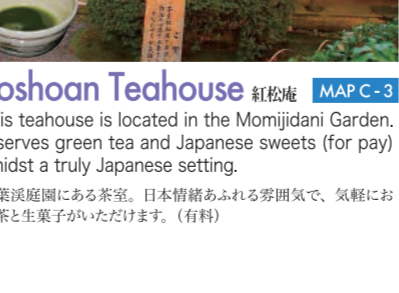 oshoan Teahouse 紅松庵 MAP C - 3
is teahouse is located in the Momijidani Garden.
serves green tea and Japanese sweets (for pay)
idst a truly Japanese setting.
葉渓庭園にある茶室。日本情緒あふれる雰囲気で、気軽にお
茶と生菓子がいただけます。（有料）